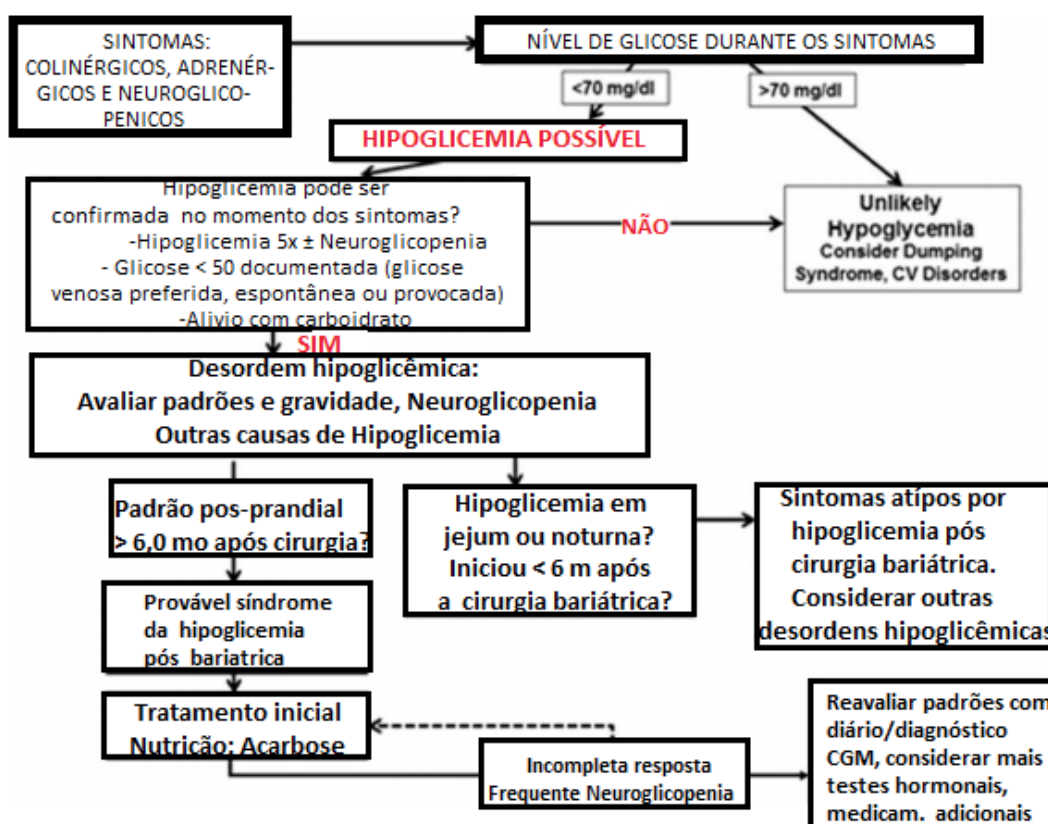 SINTOMAS:
COLINÉRGICOS, ADRENÉR-
GICOS E NEUROGLICO-
PENICOS
NÍVEL DE GLICOSE DURANTE OS SINTOMAS
<70 mg/dl
>70 mg/dl
HIPOGLICEMIA POSSÍVEL
Hipoglicemia pode ser
confirmada no momento dos sintomas?
-Hipoglicemia 5x ± Neuroglicopenia
- Glicose < 50 documentada (glicose
venosa preferida, espontânea ou provocada)
-Alivio com carboidrato
NÃO
Unlikely
Hypoglycemia
Consider Dumping
Syndrome, CV Disorders
SIM
Desordem hipoglicêmica:
Avaliar padrões e gravidade, Neuroglicopenia
Outras causas de Hipoglicemia
Padrão pos-prandial
> 6,0 mo após cirurgia?
Hipoglicemia em
jejum ou noturna?
Iniciou < 6 m após
a cirurgia bariátrica?
Sintomas atípos por
hipoglicemia pós
cirurgia bariátrica.
Considerar outras
desordens hipoglicêmicas
Provável síndrome
da hipoglicemia
pós bariatrica
Tratamento inicial
Nutrição; Acarbose
Incompleta resposta
Frequente Neuroglicopenia
Reavaliar padrões com
diário/diagnóstico
CGM, considerar mais
testes hormonais,
medicam. adicionais